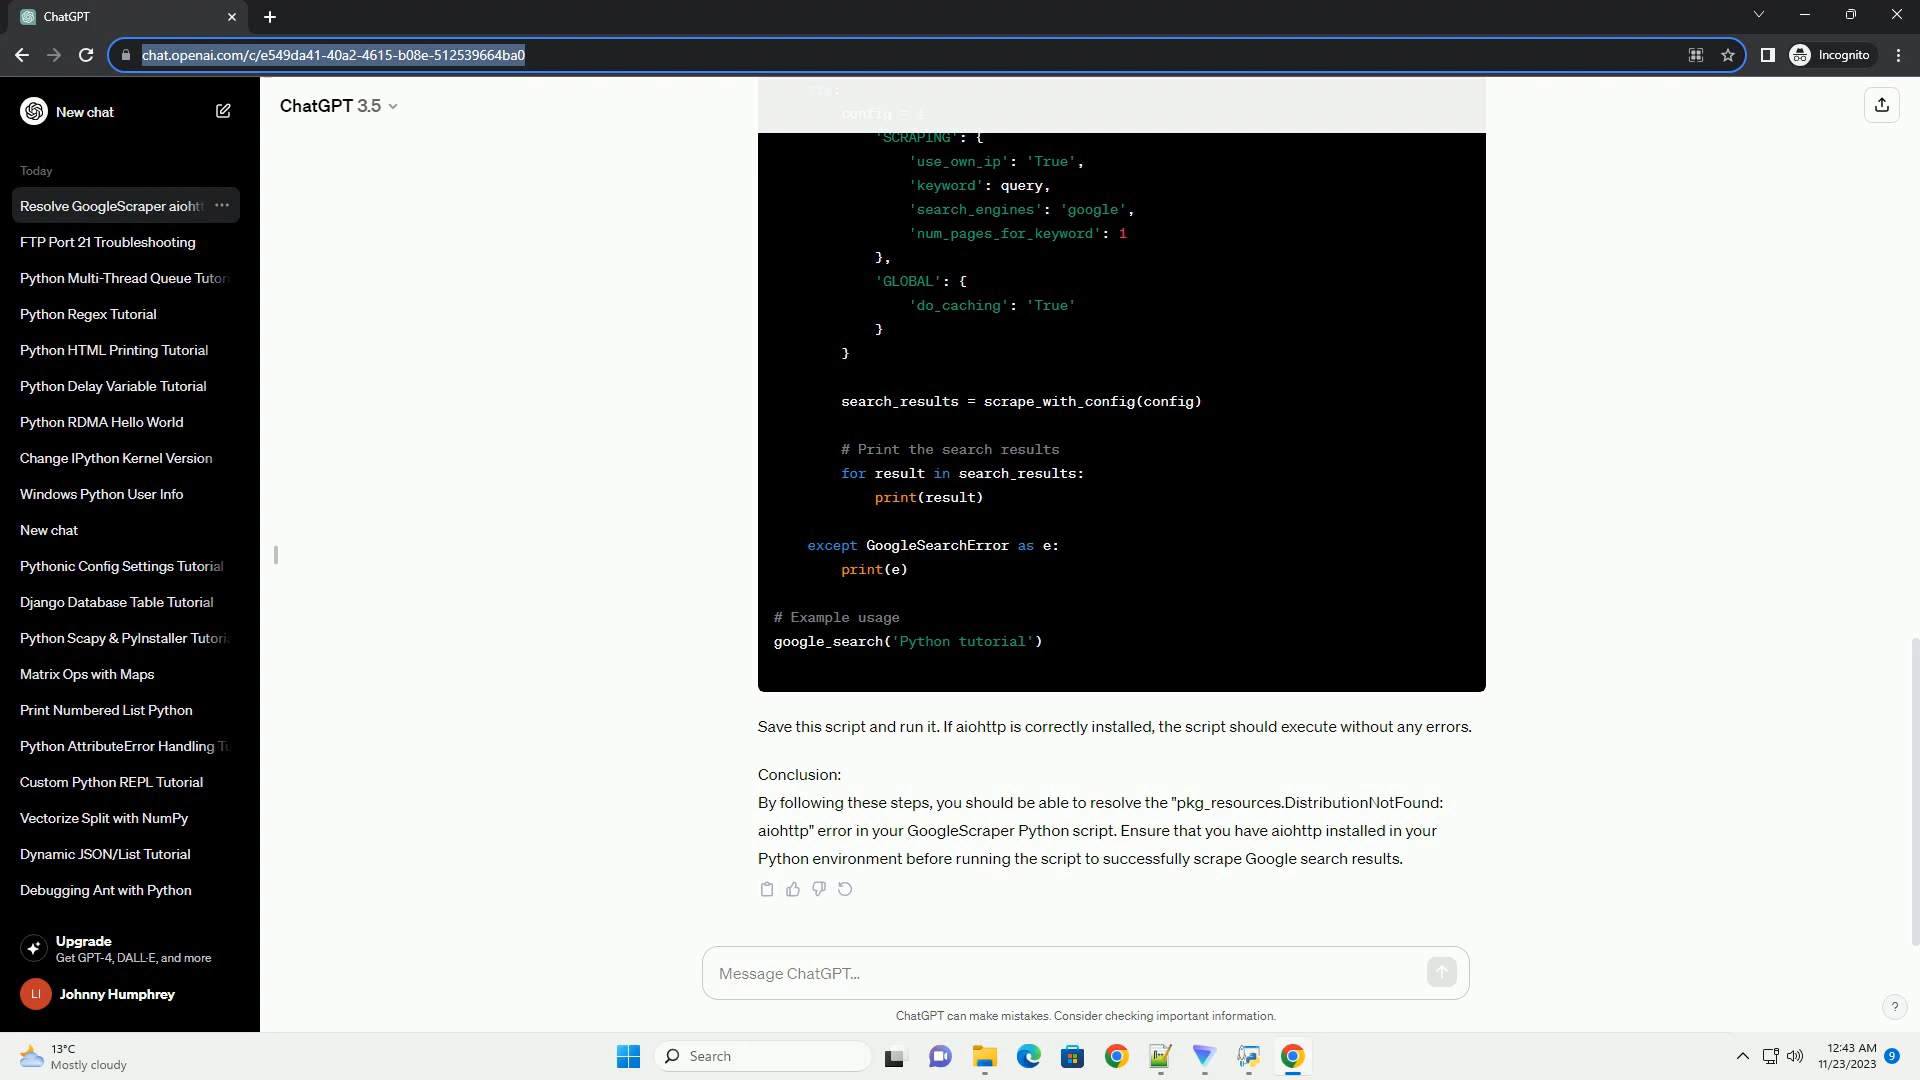 ChatGPT
chat.openai.com/c/e549da41-40a2-4615-b08e-512539664ba0
Incognito
New chat
ChatGPT 3.5
Today
Resolve GoogleScraper aiohtt
FTP Port 21 Troubleshooting
Python Multi-Thread Queue Tutori
Python Regex Tutorial
Python HTML Printing Tutorial
Python Delay Variable Tutorial
Python RDMA Hello World
Change IPython Kernel Version
Windows Python User Info
New chat
Pythonic Config Settings Tutorial
Django Database Table Tutorial
Python Scapy & PyInstaller Tutoria
Matrix Ops with Maps
Print Numbered List Python
Python AttributeError Handling Tu
Custom Python REPL Tutorial
Vectorize Split with NumPy
Dynamic JSON/List Tutorial
Debugging Ant with Python
Upgrade
Get GPT-4, DALL·E, and more
LI
Johnny Humphrey
try:
config = {
'SCRAPING': {
'use_own_ip': 'True',
'keyword': query,
'search_engines': 'google',
'num_pages_for_keyword': 1
},
'GLOBAL': {
'do_caching': 'True'
}
}
search_results = scrape_with_config(config)
# Print the search results
for result in search_results:
print(result)
except GoogleSearchError as e:
print(e)
# Example usage
google_search('Python tutorial')
Save this script and run it. If aiohttp is correctly installed, the script should execute without any errors.
Conclusion:
By following these steps, you should be able to resolve the "pkg_resources.DistributionNotFound:
aiohttp" error in your GoogleScraper Python script. Ensure that you have aiohttp installed in your
Python environment before running the script to successfully scrape Google search results.
Message ChatGPT...
ChatGPT can make mistakes. Consider checking important information.
?
13°C
Mostly cloudy
Search
12:43 AM
11/23/2023
9